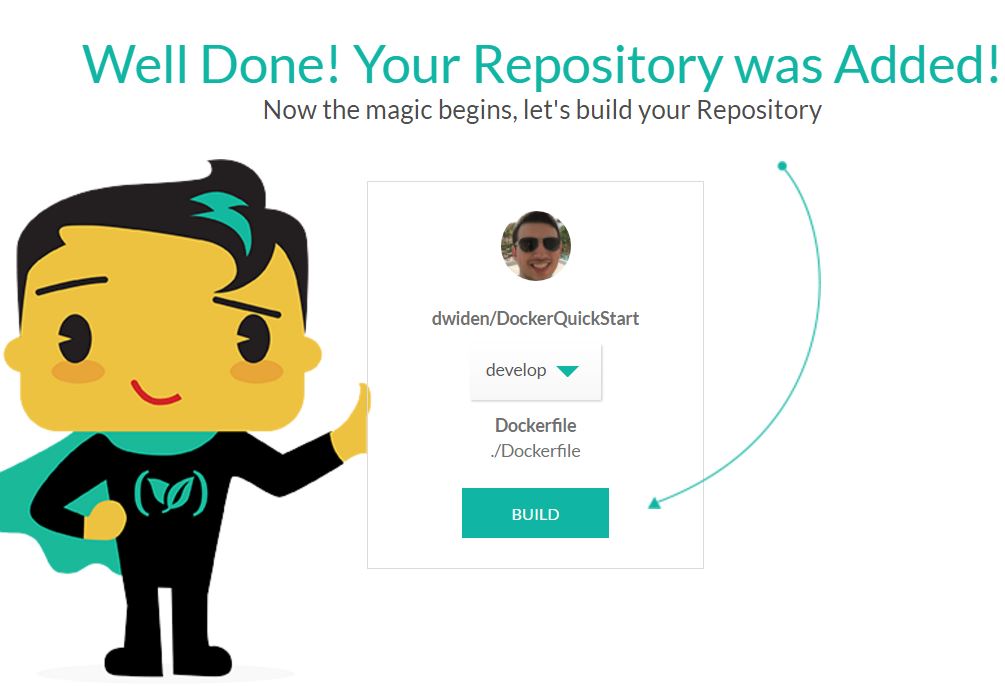 Well Done! Your Repository was Added!
Now the magic begins, let's build your Repository
dwiden/DockerQuickStart
develop
Dockerfile
./Dockerfile
BUILD